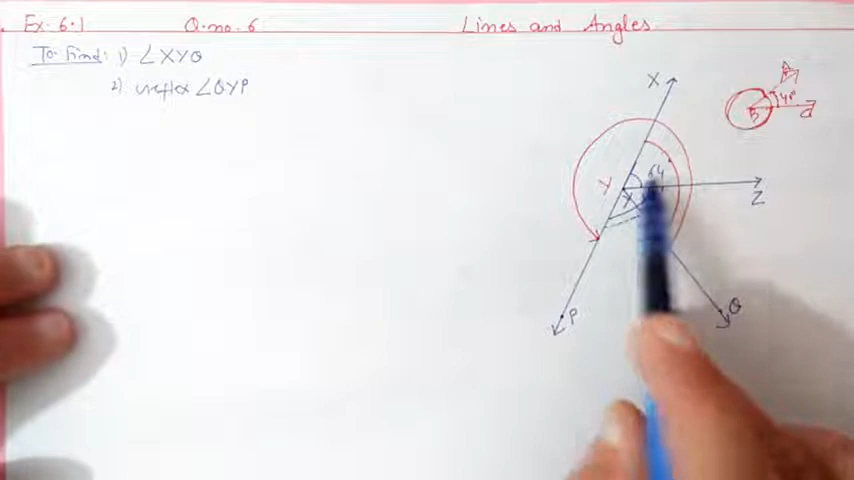 Ex. 6.1 Q.no. 6 Lines and Angles
To find: 1) ∠XYQ
2) reflex ∠QYP
X
A
B
C
Y
64
Z
P
Q